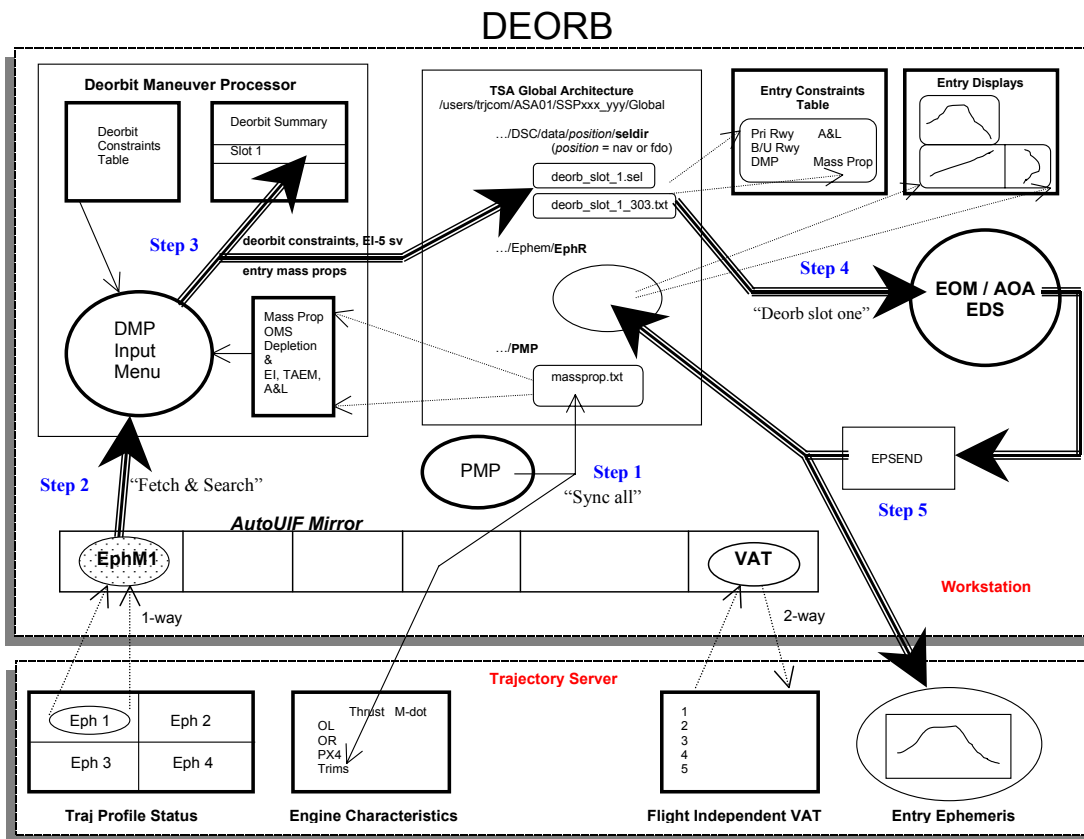 DEORB
Deorbit Maneuver Processor
Deorbit
Constraints
Table
Deorbit Summary
Slot 1
Step 3
deorbit constraints, EI-5 sv
entry mass props
DMP
Input
Menu
Mass Prop
OMS
Depletion
&
EI, TAEM,
A&L
TSA Global Architecture
/users/trjcom/ASA01/SSPxxx_yyy/Global
…/DSC/data/position/seldir
(position = nav or fdo)
deorb_slot_1.sel
deorb_slot_1_303.txt
…/Ephem/EphR
…/PMP
massprop.txt
Entry Constraints
Table
Pri Rwy A&L
B/U Rwy
DMP Mass Prop
Entry Displays
Step 4
“Deorb slot one”
EOM / AOA
EDS
EPSEND
Step 5
PMP
Step 1
“Sync all”
Step 2
“Fetch & Search”
AutoUIF Mirror
EphM1
VAT
1-way
2-way
Workstation
Trajectory Server
Eph 1
Eph 2
Eph 3
Eph 4
Traj Profile Status
Thrust M-dot
OL
OR
PX4
Trims
Engine Characteristics
1
2
3
4
5
Flight Independent VAT
Entry Ephemeris